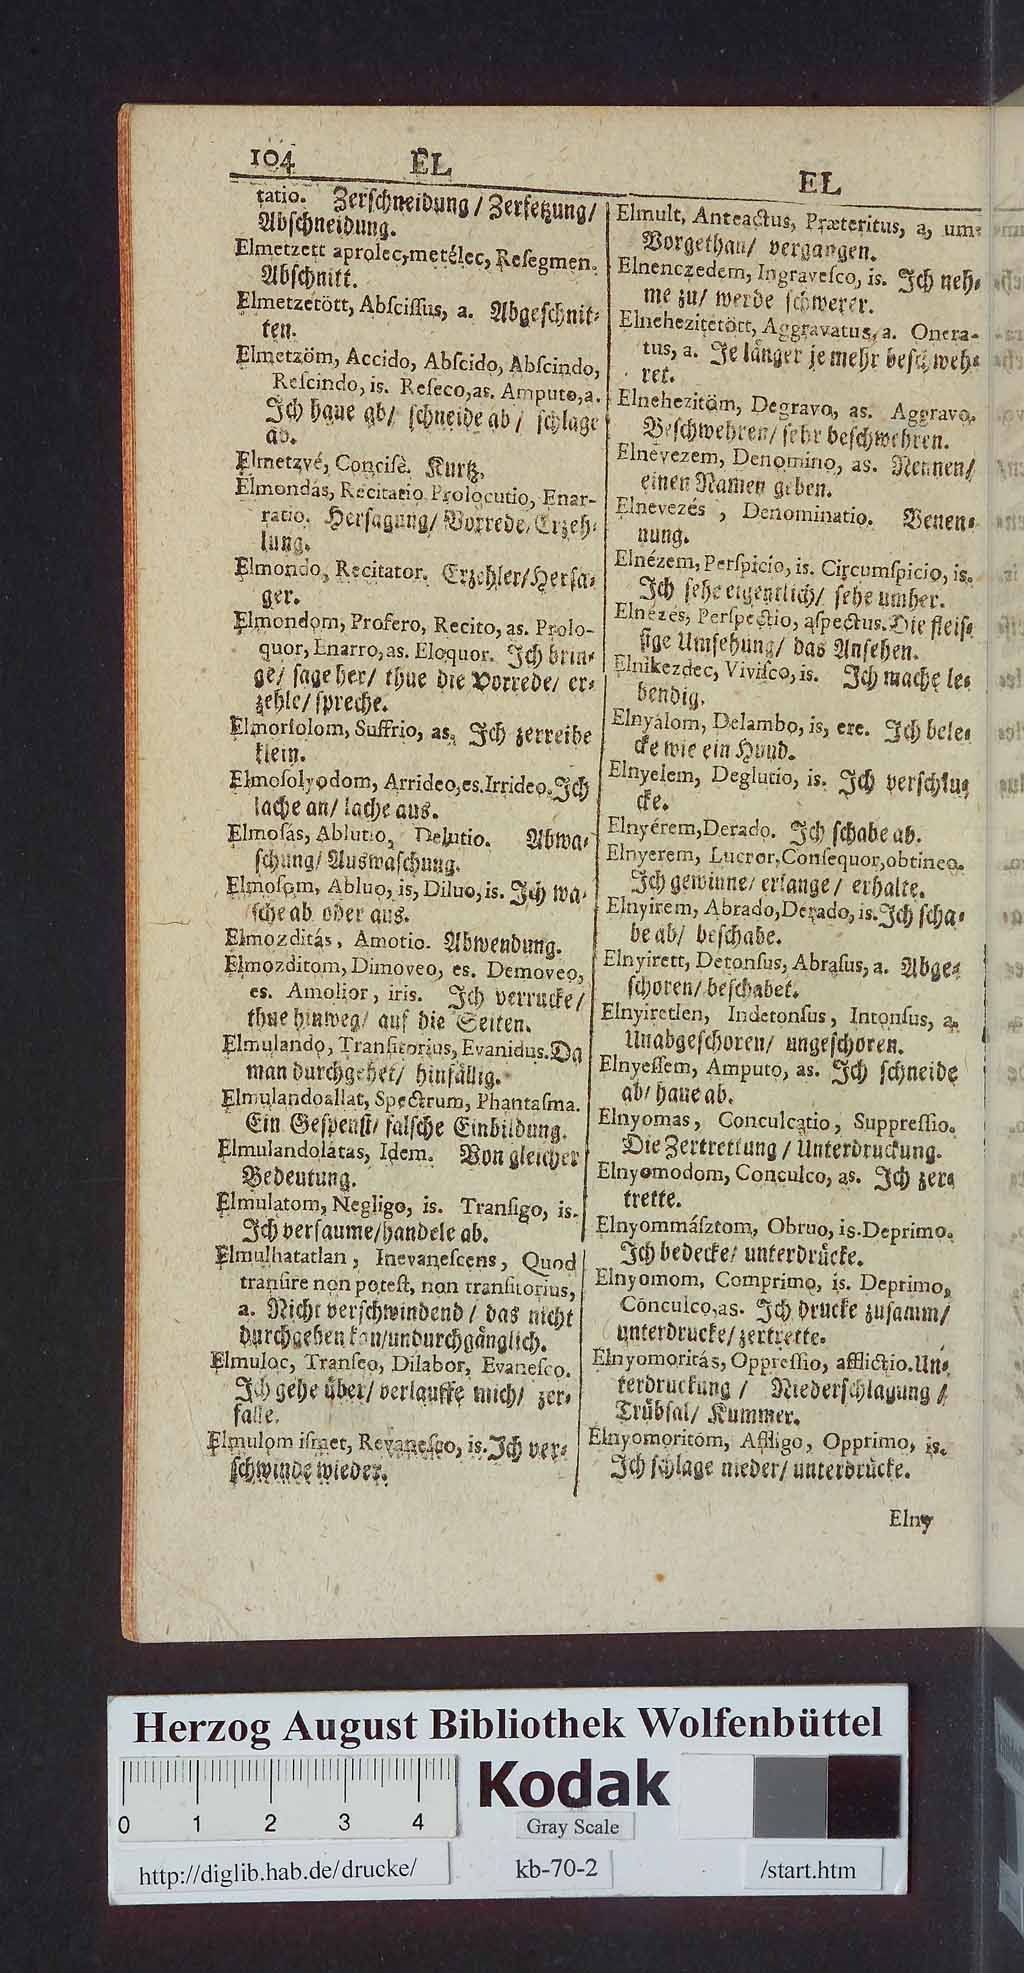 104 EL
EL
tatio. Zerschneidung / Zersetzung/
Abschneidung.
Elmetzett aprolec, metélec, Reſegmen.
Abschnitt.
Elmetzetött, Abſciſſus, a. Abgeschnit-
ten.
Elmetzöm, Accido, Abſcido, Abſcindo,
Reſcindo, is. Reſeco, as. Amputo, a.
Ich haue ab/ schneide ab / schlage
ab.
Elmetzvé, Conciſè. Kurtz.
Elmondás, Recitatio Prolocutio, Enar-
ratio. Hersagung/ Vorrede, Erzeh-
lung.
Elmondo, Recitator. Erzehler/ Hersa-
ger.
Elmondom, Profero, Recito, as. Prolo-
quor, Enarro, as. Eloquor. Ich brin-
ge/ sage her/ thue die Vorrede/ er-
zehle/ spreche.
Elmorſolom, Suffrio, as. Ich zerreibe
klein.
Elmoſolyodom, Arrideo, es. Irrideo. Ich
lache an/ lache aus.
Elmoſás, Ablutio, Delutio. Abwa-
schung/ Auswaschung.
Elmoſom, Abluo, is, Diluo, is. Ich wa-
sche ab oder aus.
Elmozditás, Amotio. Abwendung.
Elmozditom, Dimoveo, es. Demoveo,
es. Amolior, iris. Ich verrucke/
thue hinweg/ auf die Seiten.
Elmulando, Tranſitorius, Evanidus. Da
man durchgehet/ hinfällig.
Elmulandoallat, Spectrum, Phantaſma.
Ein Gespenst/ falsche Einbildung.
Elmulandolátas, Idem. Von gleicher
Bedeutung.
Elmulatom, Negligo, is. Tranſigo, is.
Ich versaume/ handele ab.
Elmulhatatlan, Inevaneſcens, Quod
tranſire non poteſt, non tranſitorius,
a. Nicht verschwindend / das nicht
durchgehen kan/ undurchgänglich.
Elmuloc, Tranſeo, Dilabor, Evaneſco.
Ich gehe über/ verlauffe mich/ zer-
falle.
Elmulom iſmet, Revaneſco, is. Ich ver-
schwinde wieder.
Elmult, Anteactus, Præteritus, a, um.
Vorgethan/ vergangen.
Elnenczedem, Ingraveſco, is. Ich neh-
me zu/ werde schwerer.
Elnehezitetött, Aggravatus, a. Onera-
tus, a. Je länger je mehr beschweh-
ret.
Elnehezitöm, Degravo, as. Aggravo.
Beschwehren/ sehr beschwehren.
Elnevezem, Denomino, as. Nennen/
einen Namen geben.
Elnevezés, Denominatio. Benen-
nung.
Elnézem, Perſpicio, is. Circumſpicio, is.
Ich sehe eigentlich/ sehe umher.
Elnézés, Perſpectio, aſpectus. Die fleis-
sige Umsehung/ das Ansehen.
Elnikezdec, Viviſco, is. Ich mache le-
bendig.
Elnyálom, Delambo, is, ere. Ich bele-
cke wie ein Hund.
Elnyelem, Deglutio, is. Ich verschlu-
cke.
Elnyérem, Derado. Ich schabe ab.
Elnyerem, Lucror, Conſequor, obtineo.
Ich gewinne/ erlange / erhalte.
Elnyirem, Abrado, Derado, is. Ich scha-
be ab/ beschabe.
Elnyirett, Detonſus, Abraſus, a. Abge-
schoren/ beschabet.
Elnyiretlen, Indetonſus, Intonſus, a.
Unabgeschoren/ ungeschoren.
Elnyeſſem, Amputo, as. Ich schneide
ab/ haue ab.
Elnyomas, Conculcatio, Suppreſſio.
Die Zertrettung / Unterdruckung.
Elnyomodom, Conculco, as. Ich zer-
trette.
Elnyommáſztom, Obruo, is. Deprimo.
Ich bedecke/ unterdrücke.
Elnyomom, Comprimo, is. Deprimo,
Cōnculco, as. Ich drucke zusamm/
unterdrucke/ zertrette.
Elnyomoritás, Oppreſſio, afflictio. Un-
terdruckung / Niederschlagung /
Trübsal/ Kummer.
Elnyomoritóm, Affligo, Opprimo, is.
Ich schlage nieder/ unterdrücke.
Elny
Herzog August Bibliothek Wolfenbüttel
0 1 2 3 4
Kodak
Gray Scale
http://diglib.hab.de/drucke/ kb-70-2 /start.htm